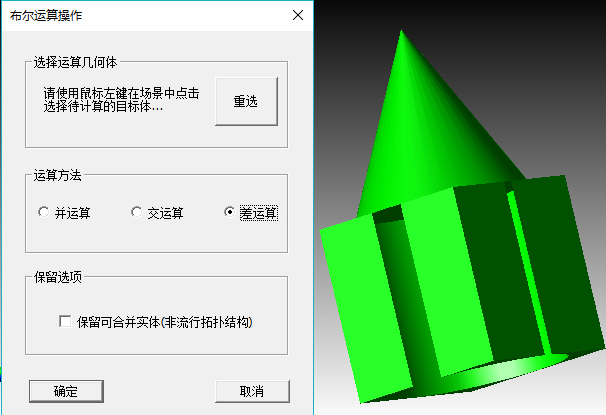 布尔运算操作
选择运算几何体
请使用鼠标左键在场景中点击
选择待计算的目标体...
重选
运算方法
并运算
交运算
差运算
保留选项
保留可合并实体(非流行拓扑结构)
确定
取消